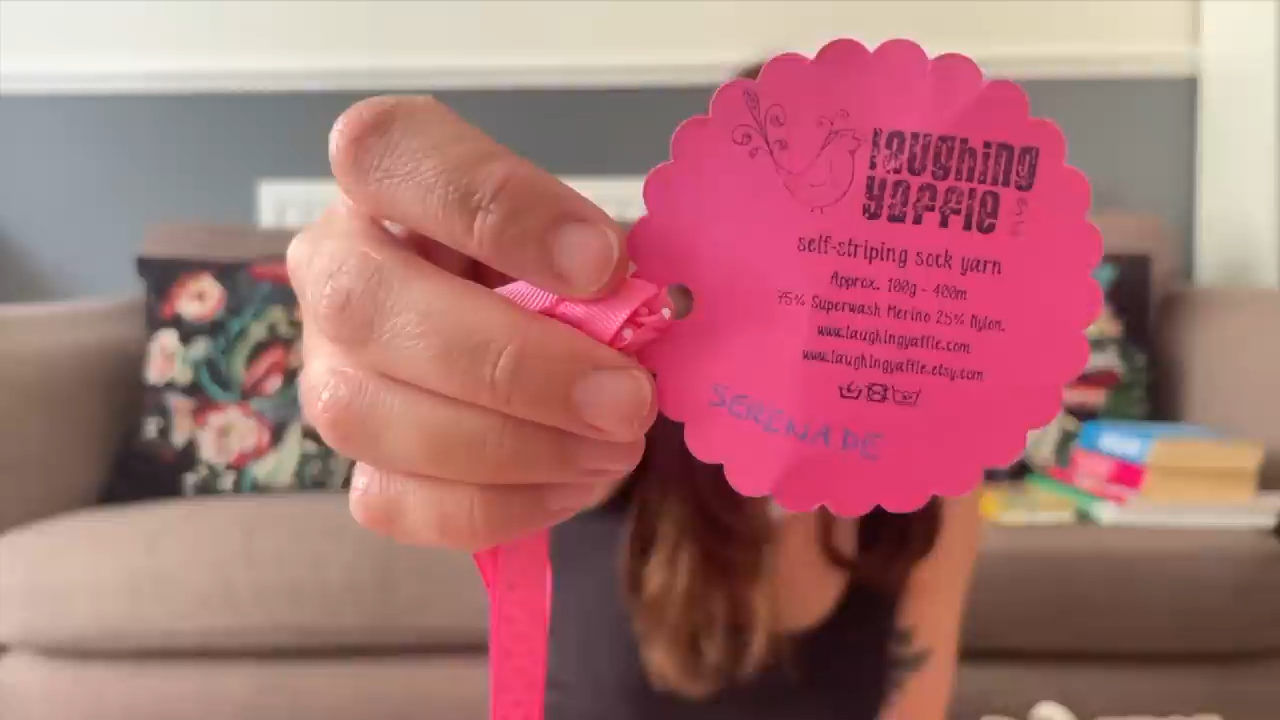 laughing
yaffle
self-striping sock yarn
Approx. 100g - 400m
75% Superwash Merino 25% Nylon.
www.laughingyaffle.com
www.laughingyaffle.etsy.com
SERENADE